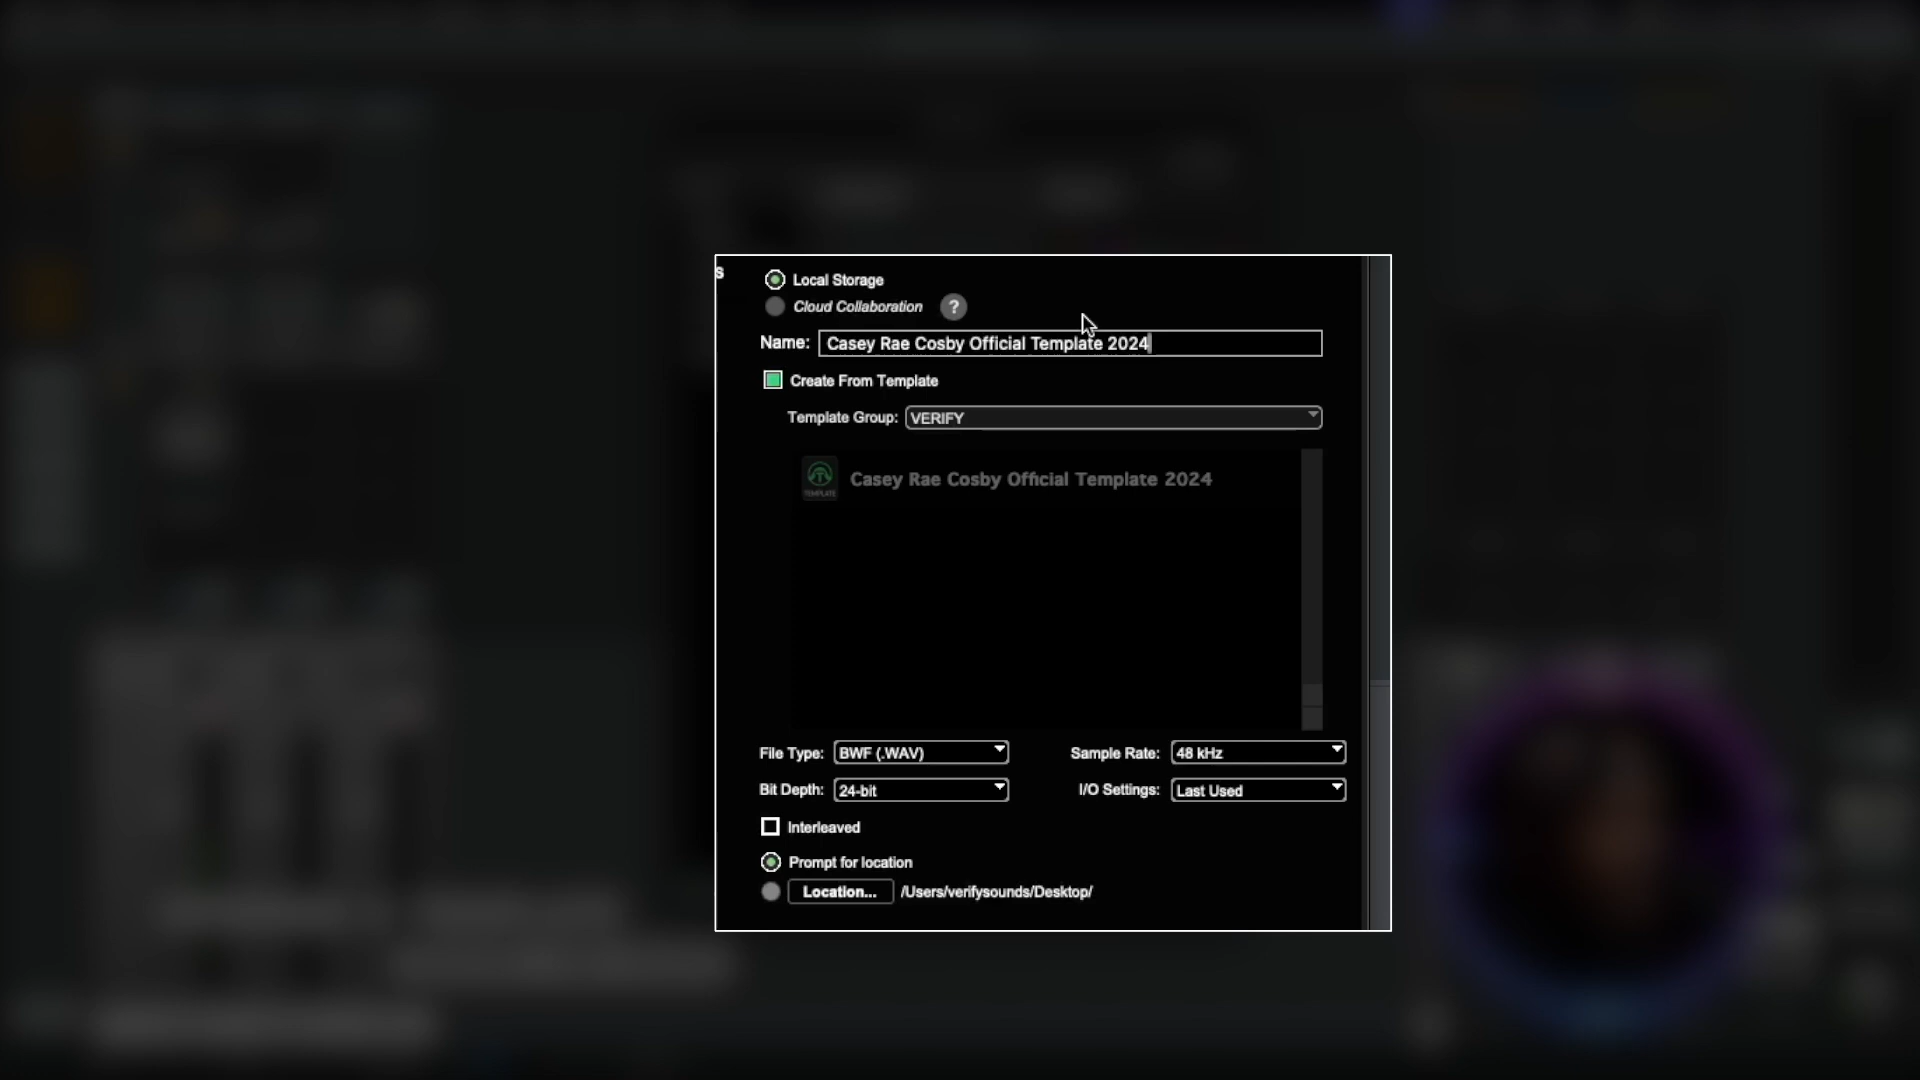 s
Local Storage
Cloud Collaboration ?
Name: Casey Rae Cosby Official Template 2024
Create From Template
Template Group: VERIFY
TEMPLATE
Casey Rae Cosby Official Template 2024
File Type: BWF (.WAV) Sample Rate: 48 kHz
Bit Depth: 24-bit I/O Settings: Last Used
Interleaved
Prompt for location
Location... /Users/verifysounds/Desktop/